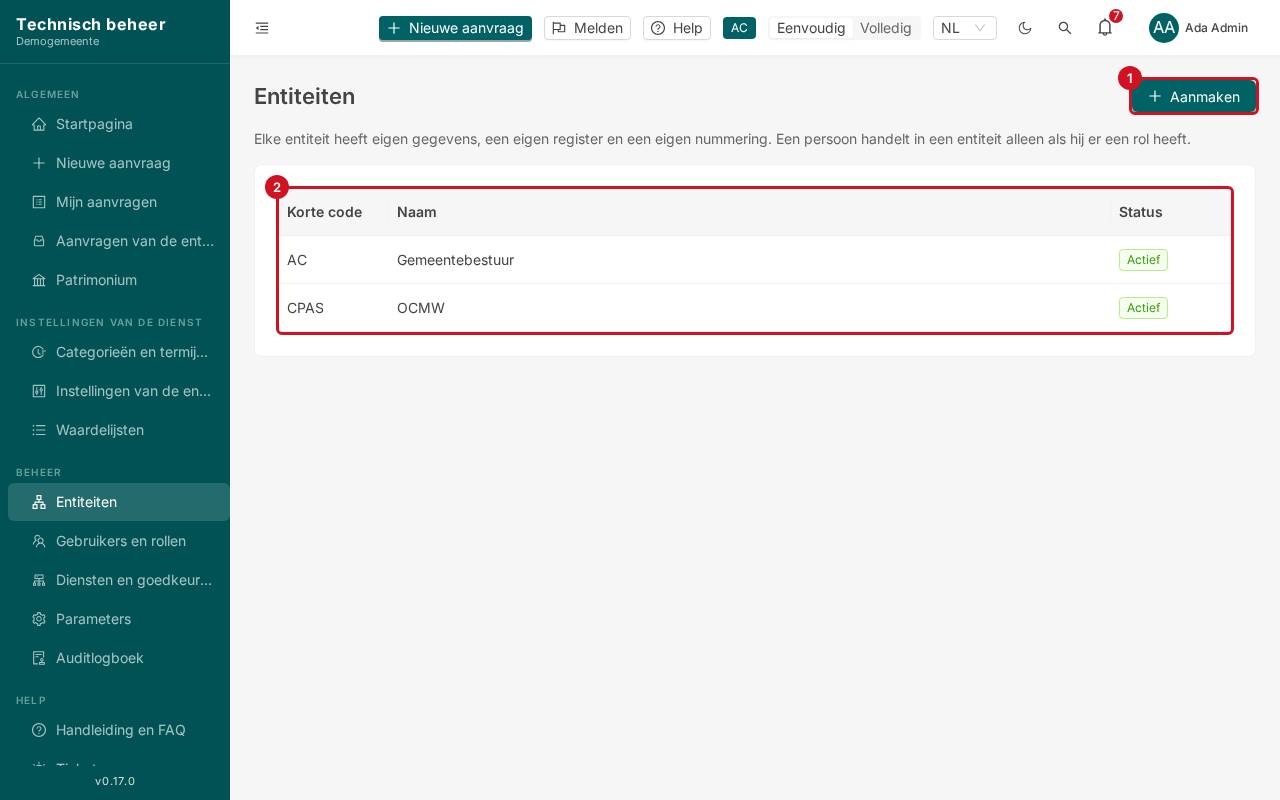 Technisch beheer
Demogemeente
Nieuwe aanvraag
Melden
Help
AC
Eenvoudig
Volledig
NL
7
AA
Ada Admin
ALGEMEEN
Startpagina
Nieuwe aanvraag
Mijn aanvragen
Aanvragen van de ent...
Patrimonium
INSTELLINGEN VAN DE DIENST
Categorieën en termij...
Instellingen van de en...
Waardelijsten
BEHEER
Entiteiten
Gebruikers en rollen
Diensten en goedkeur...
Parameters
Auditlogboek
HELP
Handleiding en FAQ
v0.17.0
Entiteiten
1
Aanmaken
Elke entiteit heeft eigen gegevens, een eigen register en een eigen nummering. Een persoon handelt in een entiteit alleen als hij er een rol heeft.
2
Korte code Naam Status
AC Gemeentebestuur Actief
CPAS OCMW Actief